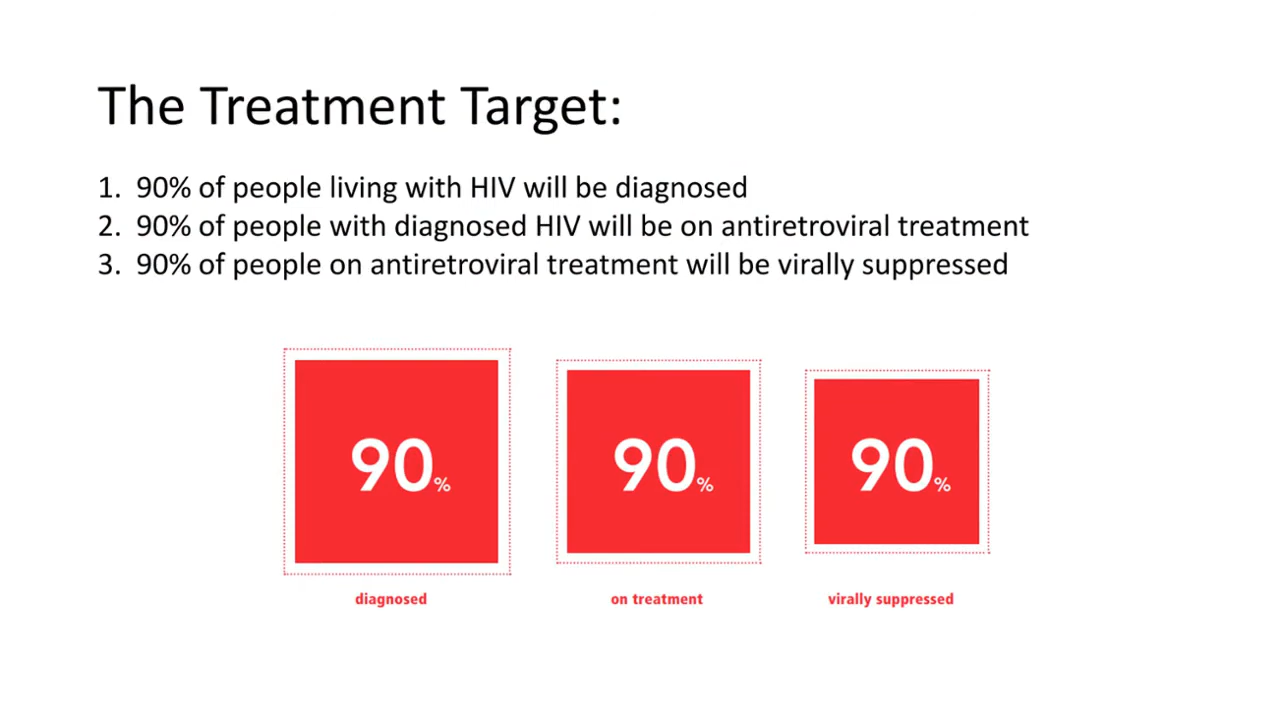 The Treatment Target:
1. 90% of people living with HIV will be diagnosed
2. 90% of people with diagnosed HIV will be on antiretroviral treatment
3. 90% of people on antiretroviral treatment will be virally suppressed
90% 90% 90%
diagnosed on treatment virally suppressed